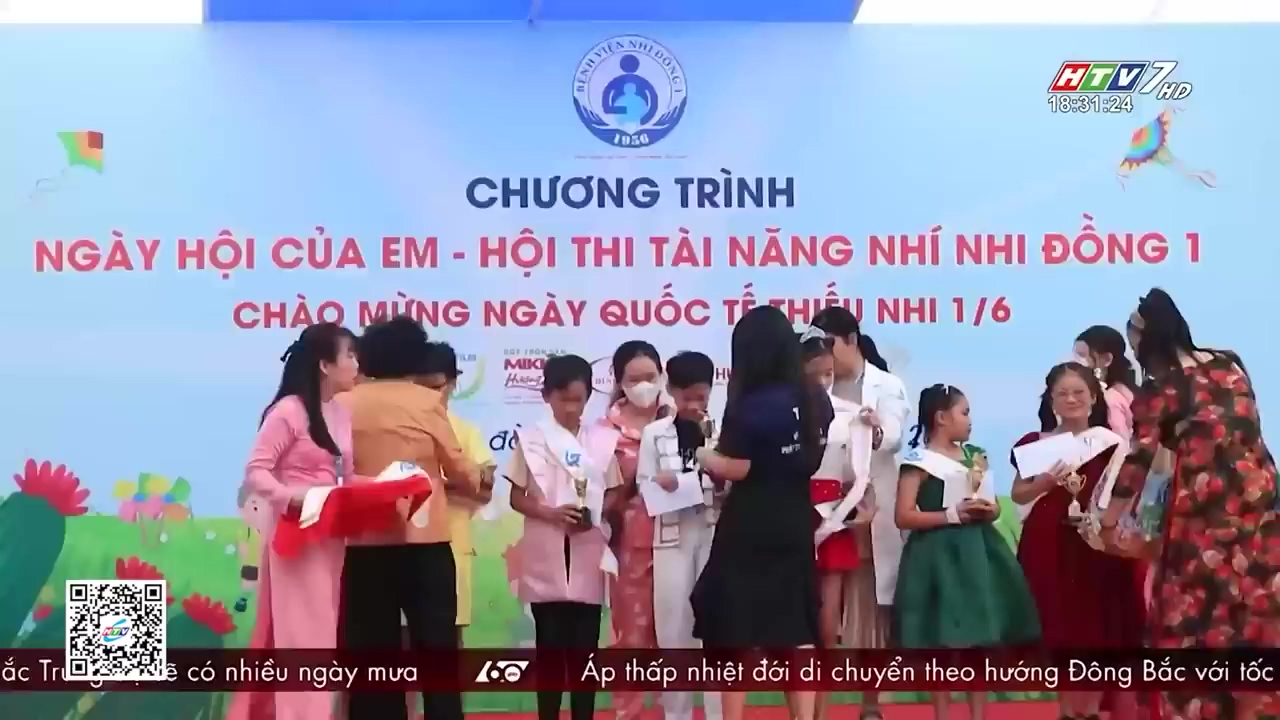 BỆNH VIỆN NHI ĐỒNG 1
1956
HTV7 HD
18:31:24
CHƯƠNG TRÌNH
NGÀY HỘI CỦA EM - HỘI THI TÀI NĂNG NHÍ NHI ĐỒNG 1
CHÀO MỪNG NGÀY QUỐC TẾ THIẾU NHI 1/6
HTV
có nhiều ngày mưa
60
Áp thấp nhiệt đới di chuyển theo hướng Đông Bắc với tốc